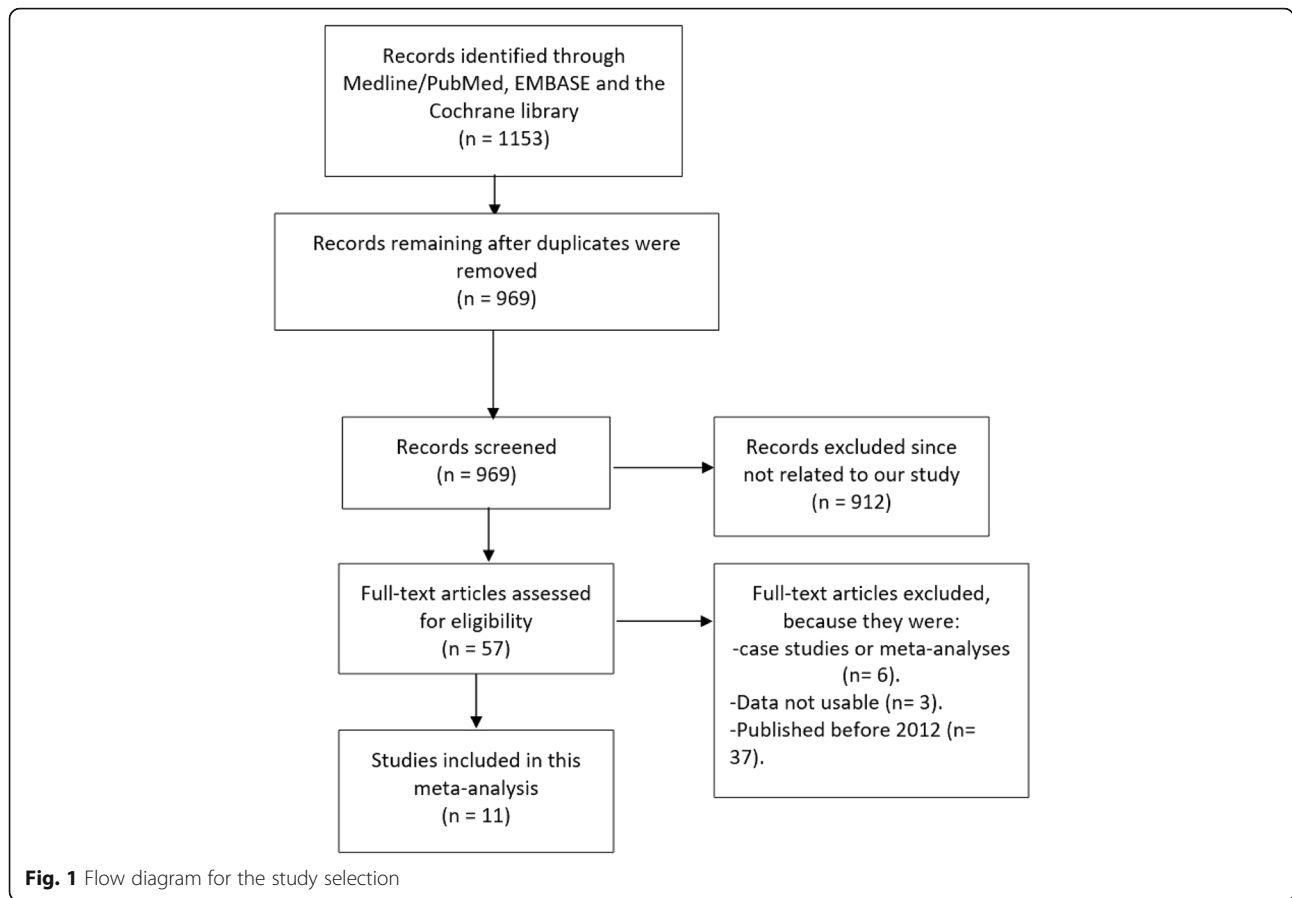 Records identified through
Medline/PubMed, EMBASE and the
Cochrane library
(n = 1153)
Records remaining after duplicates were
removed
(n = 969)
Records screened
(n = 969)
Records excluded since
not related to our study
(n = 912)
Full-text articles assessed
for eligibility
(n = 57)
Full-text articles excluded,
because they were:
-case studies or meta-analyses
(n= 6).
-Data not usable (n= 3).
-Published before 2012 (n=
37).
Studies included in this
meta-analysis
(n = 11)
Fig. 1 Flow diagram for the study selection